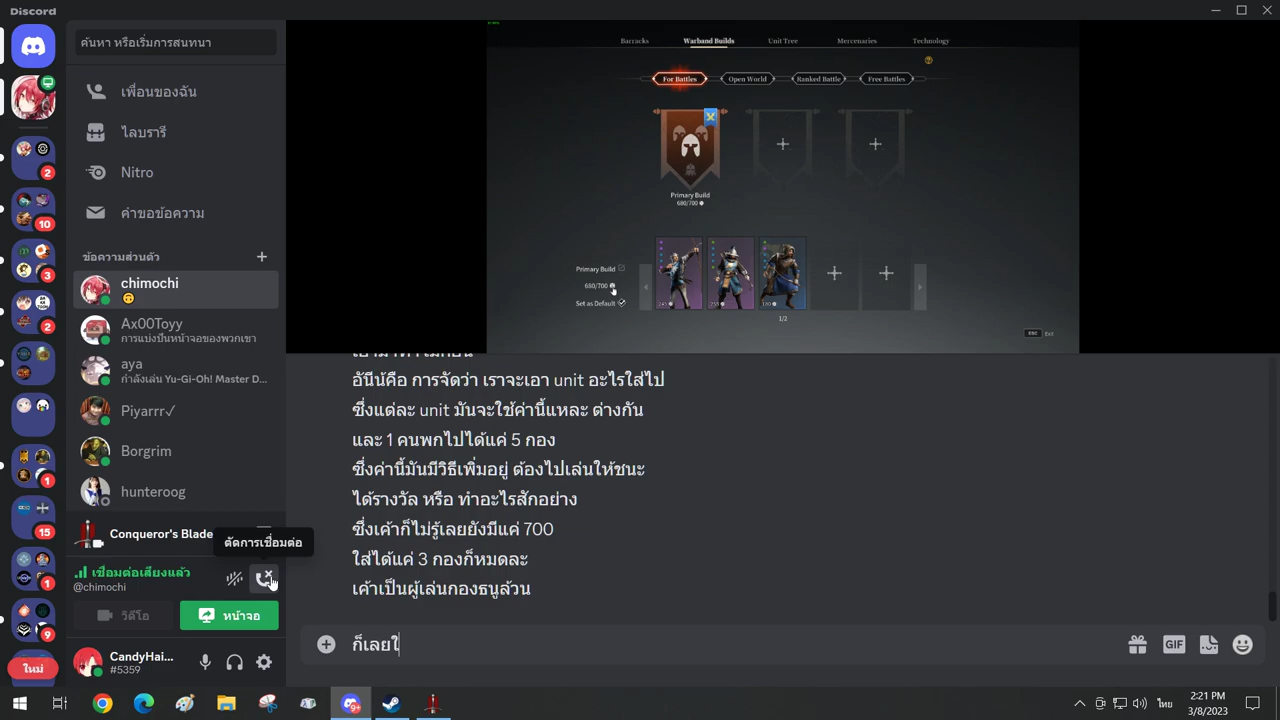 Discord
ค้นหา หรือเริ่มการสนทนา
เพื่อนของฉัน
ไลบรารี่
Nitro
คำขอข้อความ
ข้อความส่วนตัว
chimochi
Ax00Toyy
การแบ่งปันหน้าจอของพวกเขา
aya
กำลังเล่น Yu-Gi-Oh! Master D...
Piyarrr✓
Borgrim
hunteroog
Conqueror's Blade
ตัดการเชื่อมต่อ
เชื่อมต่อเสียงแล้ว
@chimochi
วิดีโอ
หน้าจอ
CandyHai...
#5359
2
10
3
2
1
15
1
9
ใหม่
Barracks
Warband Builds
Unit Tree
Mercenaries
Technology
For Battles
Open World
Ranked Battle
Free Battles
Primary Build
680/700
Primary Build
680/700
Set as Default
245
255
180
1/2
ESC
Exit
อันีน้คือ การจัดว่า เราจะเอา unit อะไรใส่ไป
ซึ่งแต่ละ unit มันจะใช้ค่านี้แหละ ต่างกัน
และ 1 คนพกไปได้แค่ 5 กอง
ซึ่งค่านี้มันมีวิธีเพิ่มอยู่ ต้องไปเล่นให้ชนะ
ได้รางวัล หรือ ทำอะไรสักอย่าง
ซึ่งเค้าก็ไม่รู้เลยยังมีแค่ 700
ใส่ได้แค่ 3 กองก็หมดละ
เค้าเป็นผู้เล่นกองธนูล้วน
ก็เลยใ
GIF
9+
ไทย
2:21 PM
3/8/2023